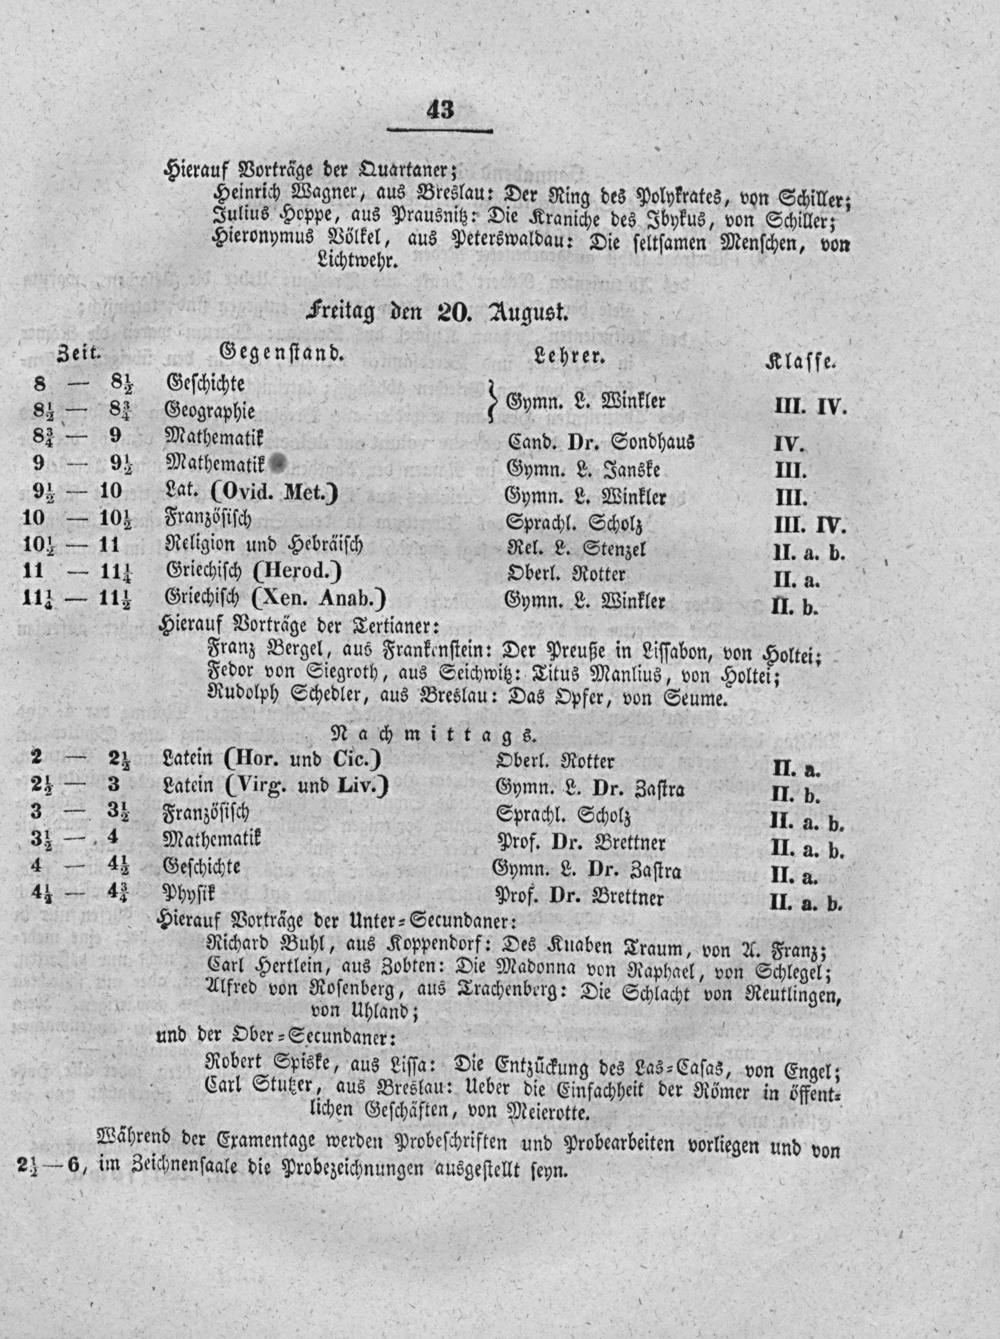 43
Hierauf Vorträge der Quartaner;
Heinrich Wagner, aus Breslau: Der Ring des Polykrates, von Schiller;
Julius Hoppe, aus Prausnitz: Die Kraniche des Ibykus, von Schiller;
Hieronymus Völkel, aus Peterswaldau: Die seltsamen Menschen, von
Lichtwehr.
Freitag den 20. August.
Zeit. Gegenstand. Lehrer. Klasse.
8 — 8½ Geschichte
} Gymn. L. Winkler III. IV.
8½ — 8¾ Geographie
8¾ — 9 Mathematik Cand. Dr. Sondhaus IV.
9 — 9½ Mathematik Gymn. L. Janske III.
9½ — 10 Lat. (Ovid. Met.) Gymn. L. Winkler III.
10 — 10½ Französisch Sprachl. Scholz III. IV.
10½ — 11 Religion und Hebräisch Rel. L. Stenzel II. a. b.
11 — 11¼ Griechisch (Herod.) Oberl. Rotter II. a.
11¼ — 11½ Griechisch (Xen. Anab.) Gymn. L. Winkler II. b.
Hierauf Vorträge der Tertianer:
Franz Bergel, aus Frankenstein: Der Preuße in Lissabon, von Holtei;
Fedor von Siegroth, aus Seichwitz: Titus Manlius, von Holtei;
Rudolph Schedler, aus Breslau: Das Opfer, von Seume.
Nachmittags.
2 — 2½ Latein (Hor. und Cic.) Oberl. Rotter II. a.
2½ — 3 Latein (Virg. und Liv.) Gymn. L. Dr. Zastra II. b.
3 — 3½ Französisch Sprachl. Scholz II. a. b.
3½ — 4 Mathematik Prof. Dr. Brettner II. a. b.
4 — 4½ Geschichte Gymn. L. Dr. Zastra II. a.
4½ — 4¾ Physik Prof. Dr. Brettner II. a. b.
Hierauf Vorträge der Unter-Secundaner:
Richard Buhl, aus Koppendorf: Des Knaben Traum, von A. Franz;
Carl Hertlein, aus Zobten: Die Madonna von Raphael, von Schlegel;
Alfred von Rosenberg, aus Trachenberg: Die Schlacht von Reutlingen,
von Uhland;
und der Ober-Secundaner:
Robert Spiske, aus Lissa: Die Entzückung des Las-Casas, von Engel;
Carl Stutzer, aus Breslau: Ueber die Einfachheit der Römer in öffent-
lichen Geschäften, von Meierotte.
Während der Examentage werden Probeschriften und Probearbeiten vorliegen und von
2½—6, im Zeichnensaale die Probezeichnungen ausgestellt seyn.